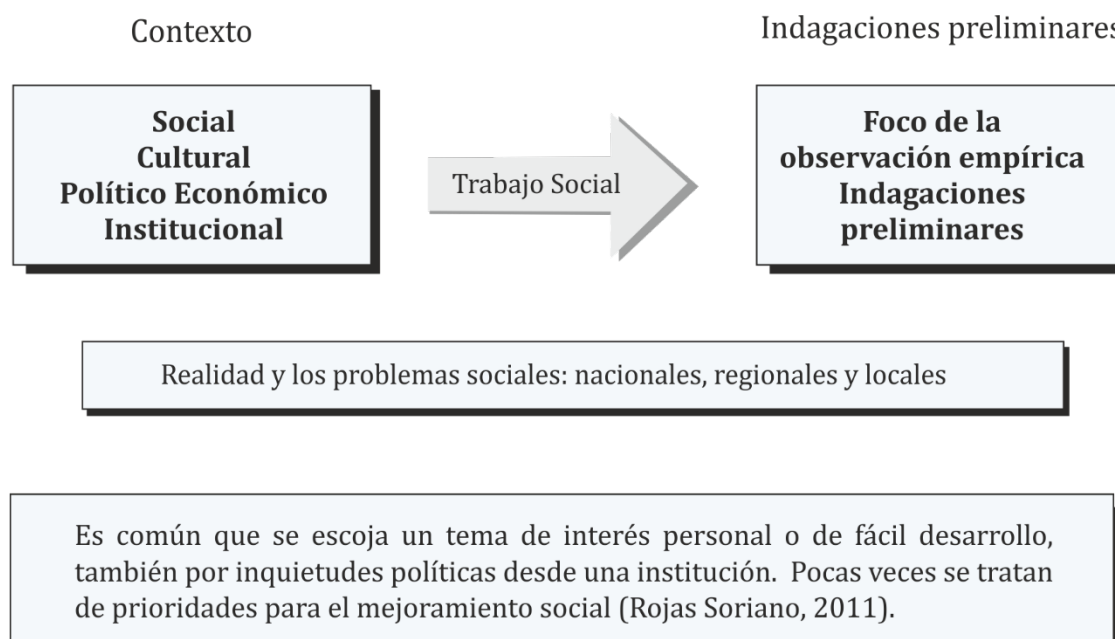 Contexto
Indagaciones preliminares
Social
Cultural
Político Económico
Institucional
Trabajo Social
Foco de la
observación empírica
Indagaciones
preliminares
Realidad y los problemas sociales: nacionales, regionales y locales
Es común que se escoja un tema de interés personal o de fácil desarrollo,
también por inquietudes políticas desde una institución. Pocas veces se tratan
de prioridades para el mejoramiento social (Rojas Soriano, 2011).